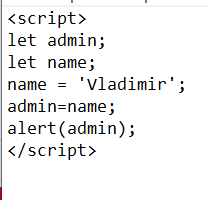 <script>
let admin;
let name;
name = 'Vladimir';
admin=name;
alert(admin);
</script>